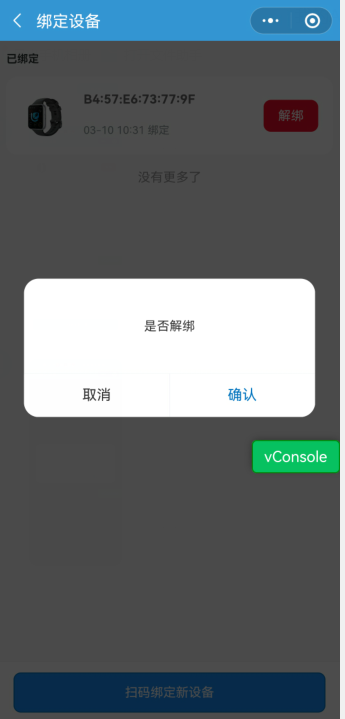 绑定设备
已绑定
B4:57:E6:73:77:9F
03-10 10:31 绑定
解绑
没有更多了
是否解绑
取消
确认
vConsole
扫码绑定新设备